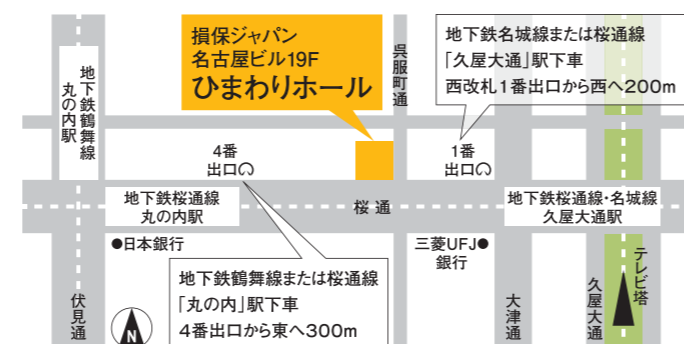 損保ジャパン
名古屋ビル19F
ひまわりホール
地下鉄名城線または桜通線
「久屋大通」駅下車
西改札1番出口から西へ200m
地下鉄鶴舞線
丸の内駅
呉服町通
4番
出口
1番
出口
地下鉄桜通線
丸の内駅
桜通
地下鉄桜通線・名城線
久屋大通駅
●日本銀行
三菱UFJ●
銀行
地下鉄鶴舞線または桜通線
「丸の内」駅下車
4番出口から東へ300m
伏見通
N
大津通
久屋大通
テレビ塔